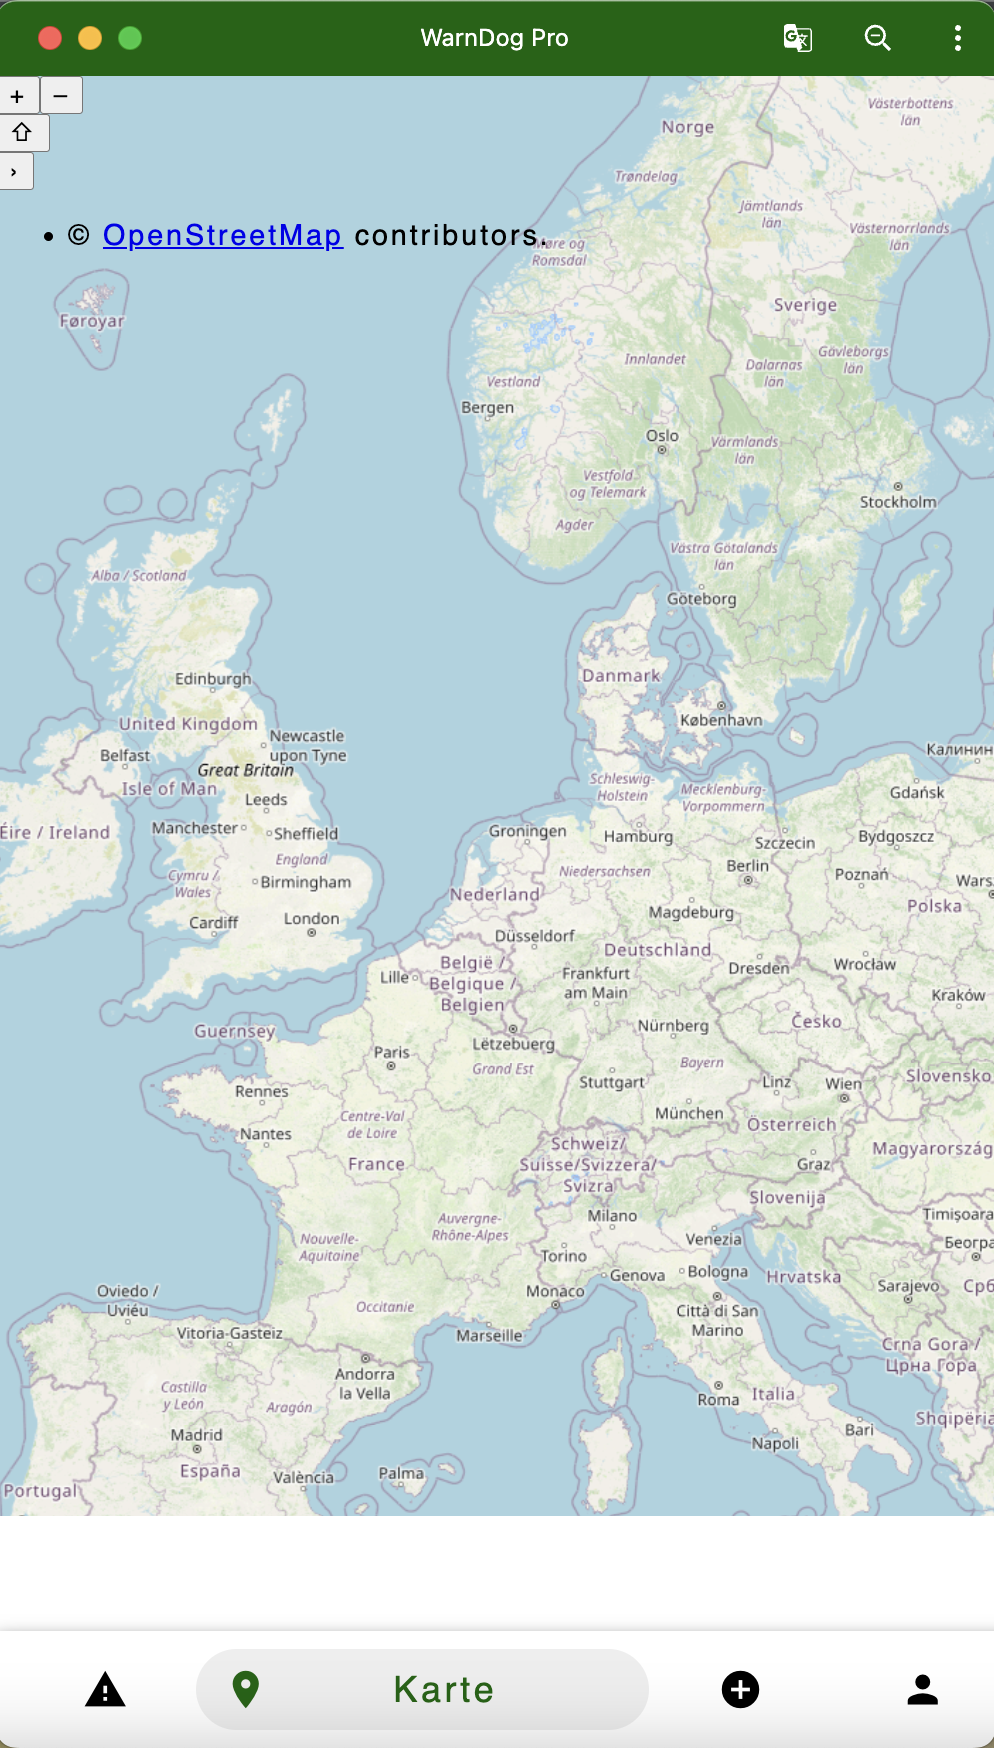 WarnDog Pro
+
−
⇧
›
• © OpenStreetMap contributors.
Norge
Västerbottens
län
Trøndelag
Jämtlands
län
Västernorrlands
län
Møre og
Romsdal
Føroyar
Sverige
Innlandet
Dalarnas
län
Gävleborgs
län
Vestland
Bergen
Oslo
Värmlands
län
Vestfold
og Telemark
Stockholm
Agder
Västra Götalands
län
Alba / Scotland
Göteborg
Edinburgh
Danmark
København
United Kingdom
Newcastle
upon Tyne
Belfast
Great Britain
Isle of Man
Калинин
Schleswig-
Holstein
Mecklenburg-
Vorpommern
Gdańsk
Leeds
Éire / Ireland
Manchester
Sheffield
Groningen
Hamburg
Szczecin
Bydgoszcz
England
Cymru /
Wales
Birmingham
Niedersachsen
Berlin
Poznań
Wars
Nederland
Polska
Cardiff
London
Magdeburg
Düsseldorf
Deutschland
Lille
België /
Belgique /
Belgien
Frankfurt
am Main
Dresden
Wrocław
Kraków
Guernsey
Nürnberg
Česko
Paris
Lëtzebuerg
Grand Est
Bayern
Slovensko
Rennes
Stuttgart
Linz
Wien
Centre-Val
de Loire
München
Österreich
Nantes
Schweiz/
Suisse/Svizzera/
Svizra
Magyarország
France
Graz
Slovenija
Milano
Timișoara
Auvergne-
Rhône-Alpes
Nouvelle-
Aquitaine
Venezia
Београ
Torino
Genova
Bologna
Hrvatska
Sarajevo
Срб
Oviedo /
Uviéu
Monaco
Occitanie
Città di San
Marino
Vitoria-Gasteiz
Marseille
Crna Gora /
Црна Гора
Andorra
la Vella
Castilla
y León
Aragón
Roma
Italia
Shqipëria
Madrid
Bari
Napoli
España
València
Palma
Portugal
Karte